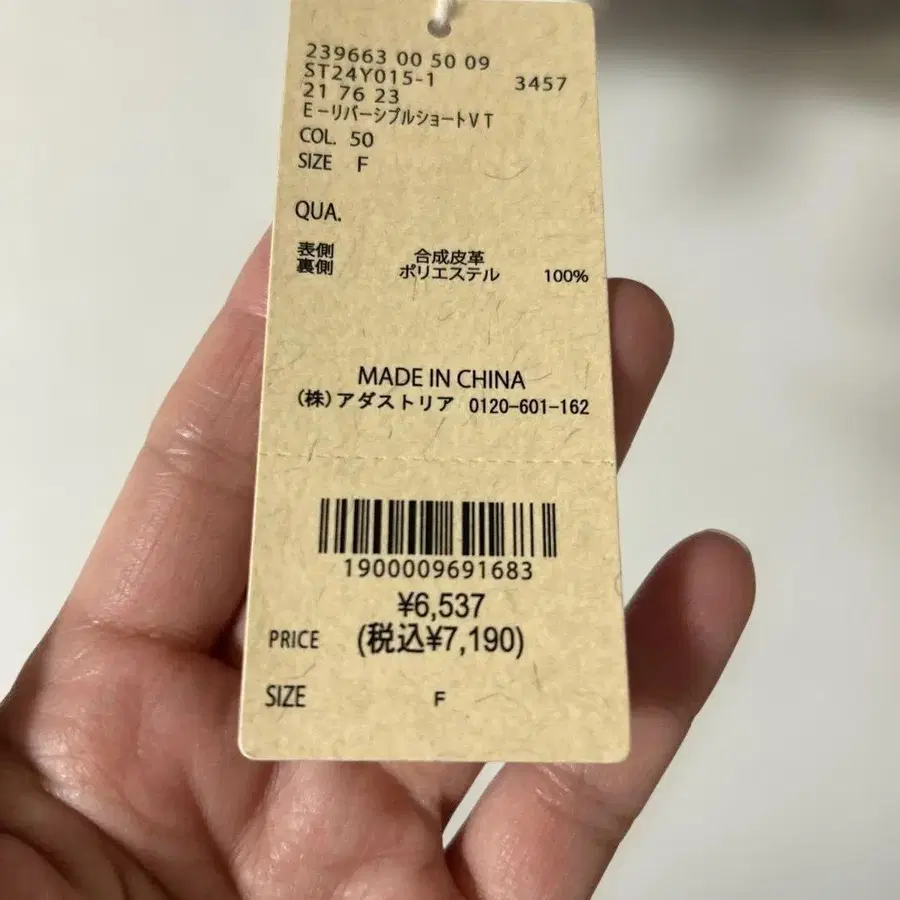 239663 00 50 09
ST24Y015-1 3457
21 76 23
E-リバーシブルショートVT
COL. 50
SIZE F
QUA.
表側 合成皮革
裏側 ポリエステル 100%
MADE IN CHINA
(株)アダストリア 0120-601-162
1900009691683
¥6,537
PRICE (税込¥7,190)
SIZE F